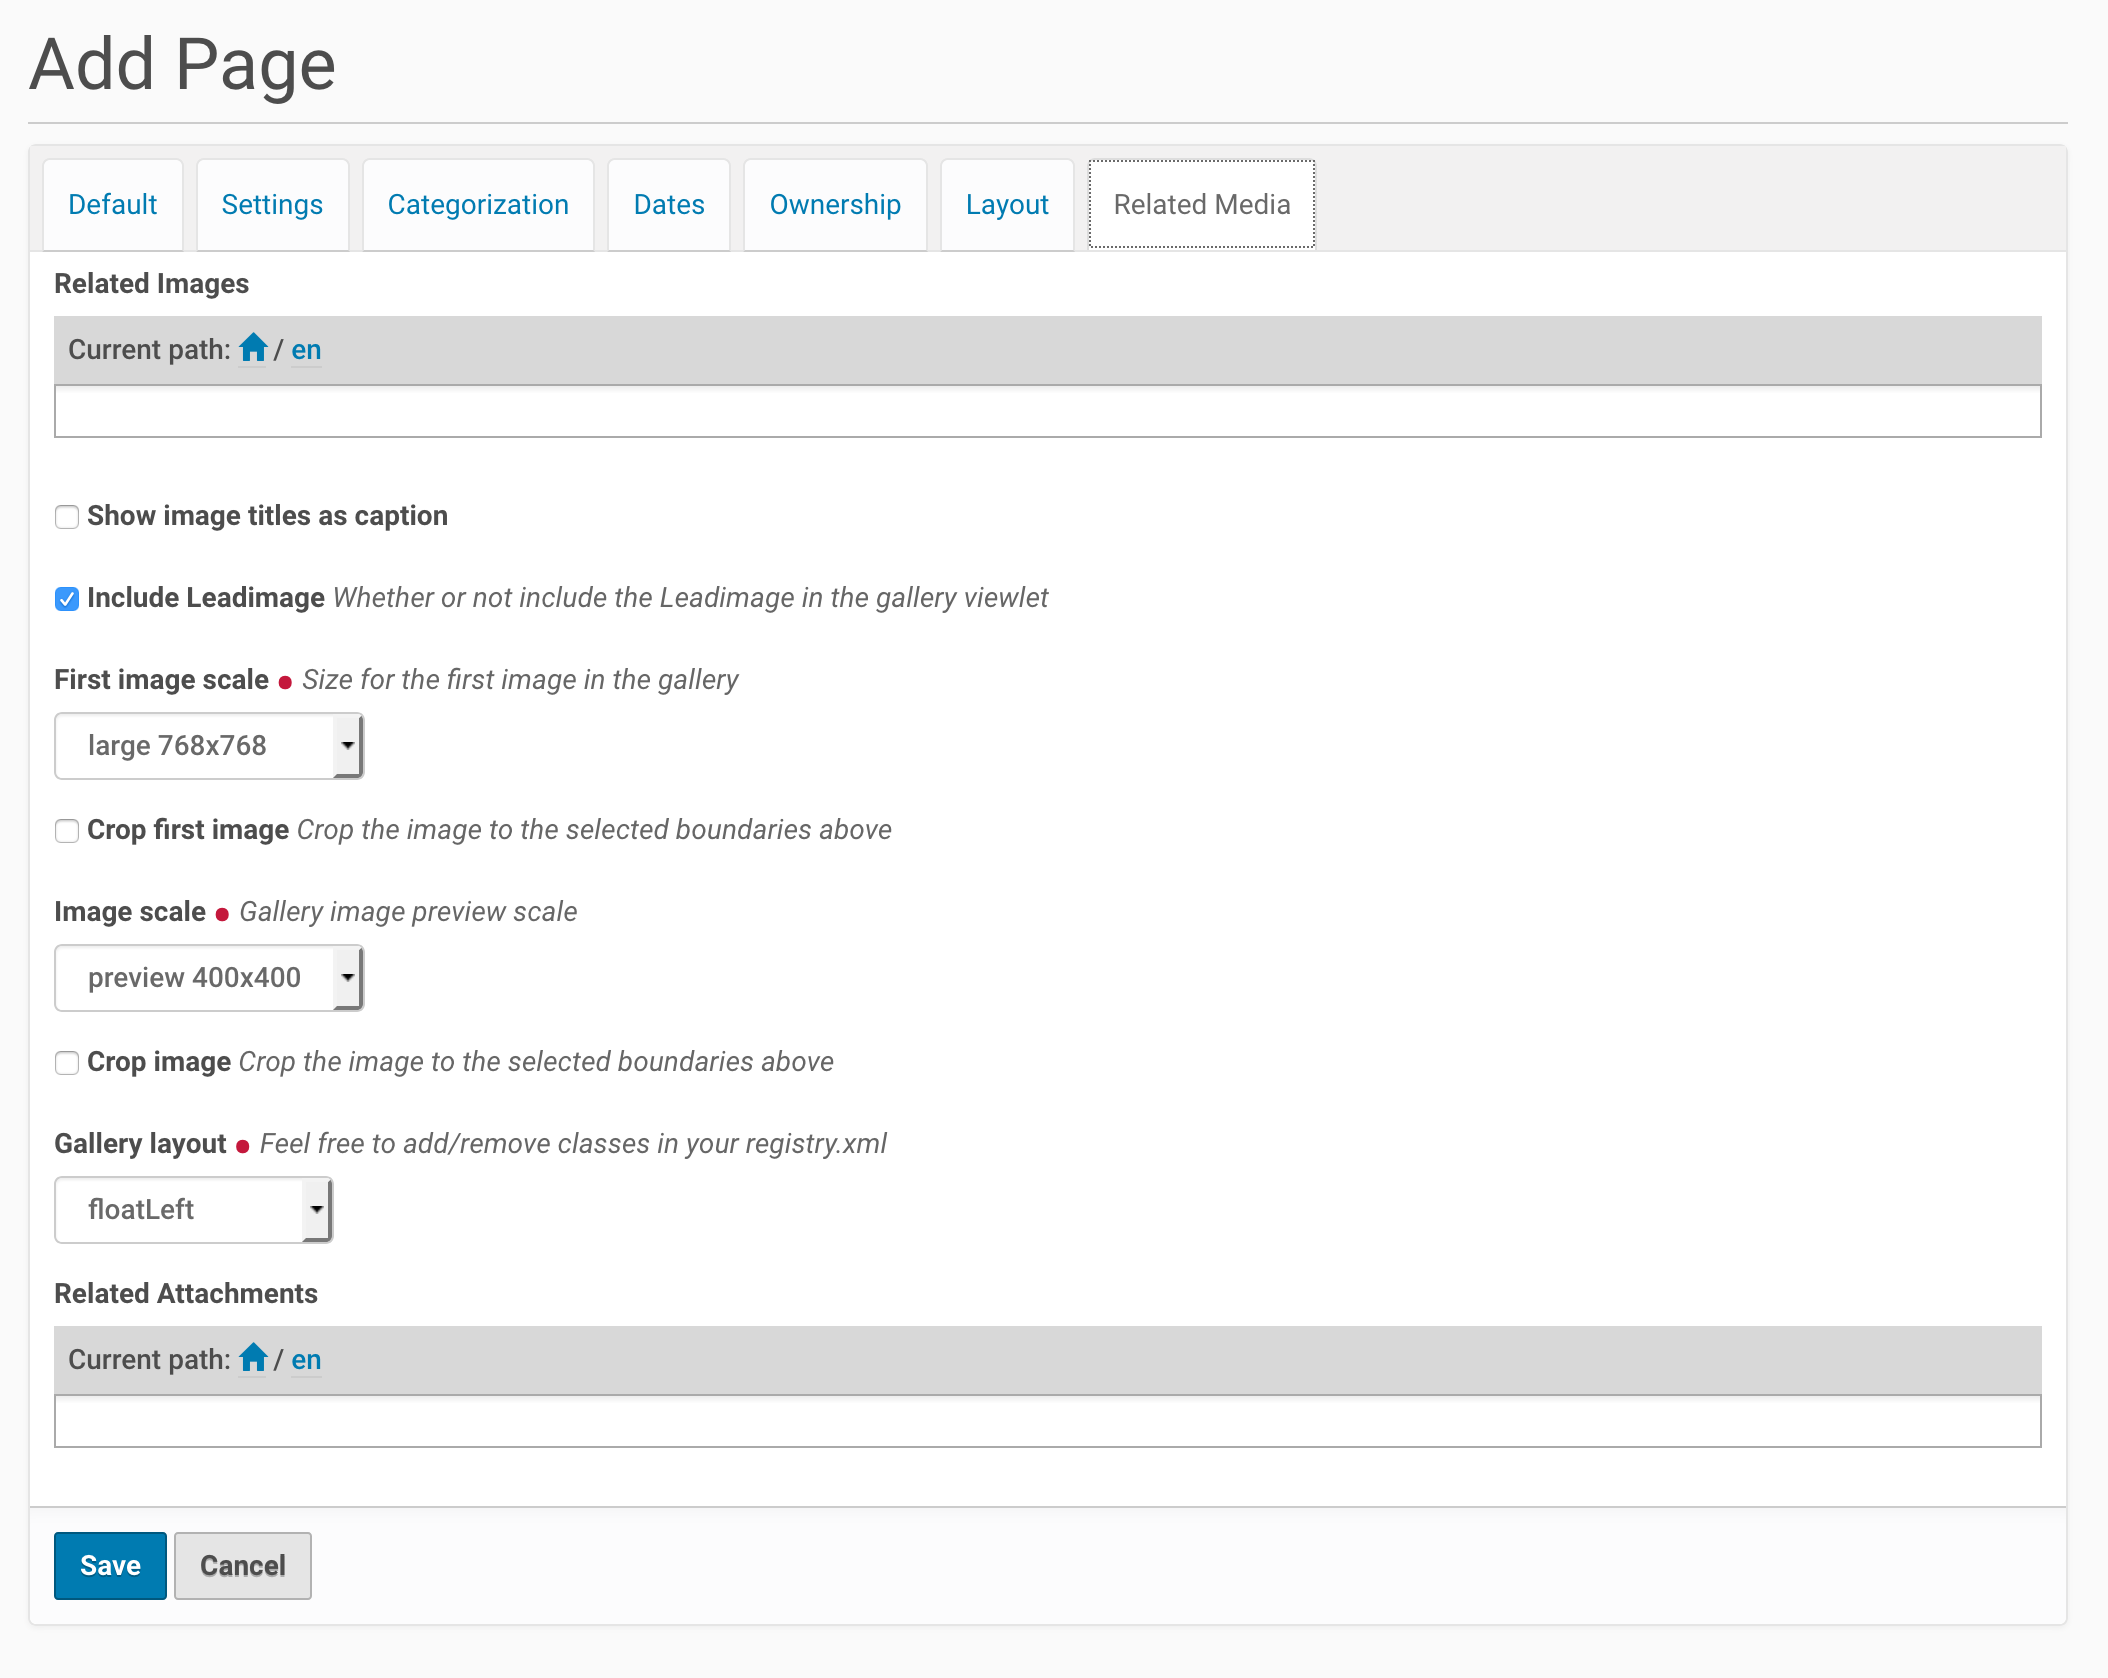 Add Page
Default Settings Categorization Dates Ownership Layout Related Media
Related Images
Current path: / en
Show image titles as caption
Include Leadimage Whether or not include the Leadimage in the gallery viewlet
First image scale Size for the first image in the gallery
large 768x768
Crop first image Crop the image to the selected boundaries above
Image scale Gallery image preview scale
preview 400x400
Crop image Crop the image to the selected boundaries above
Gallery layout Feel free to add/remove classes in your registry.xml
floatLeft
Related Attachments
Current path: / en
Save Cancel